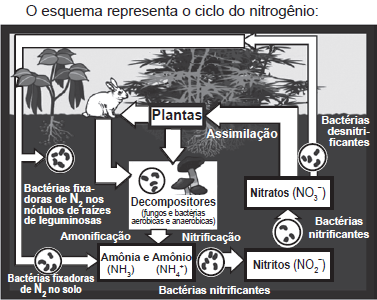 O esquema representa o ciclo do nitrogênio:
Plantas
Assimilação
Bactérias
desnitri-
ficantes
Bactérias fixa-
doras de N₂ nos
nódulos de raízes
de leguminosas
Decompositores
(fungos e bactérias
aeróbicas e anaeróbicas)
Nitratos (NO₃⁻)
Bactérias
nitrificantes
Amonificação
Nitrificação
Amônia e Amônio
(NH₃) (NH₄⁺)
Nitritos (NO₂⁻)
Bactérias fixadoras
de N₂ no solo
Bactérias nitrificantes